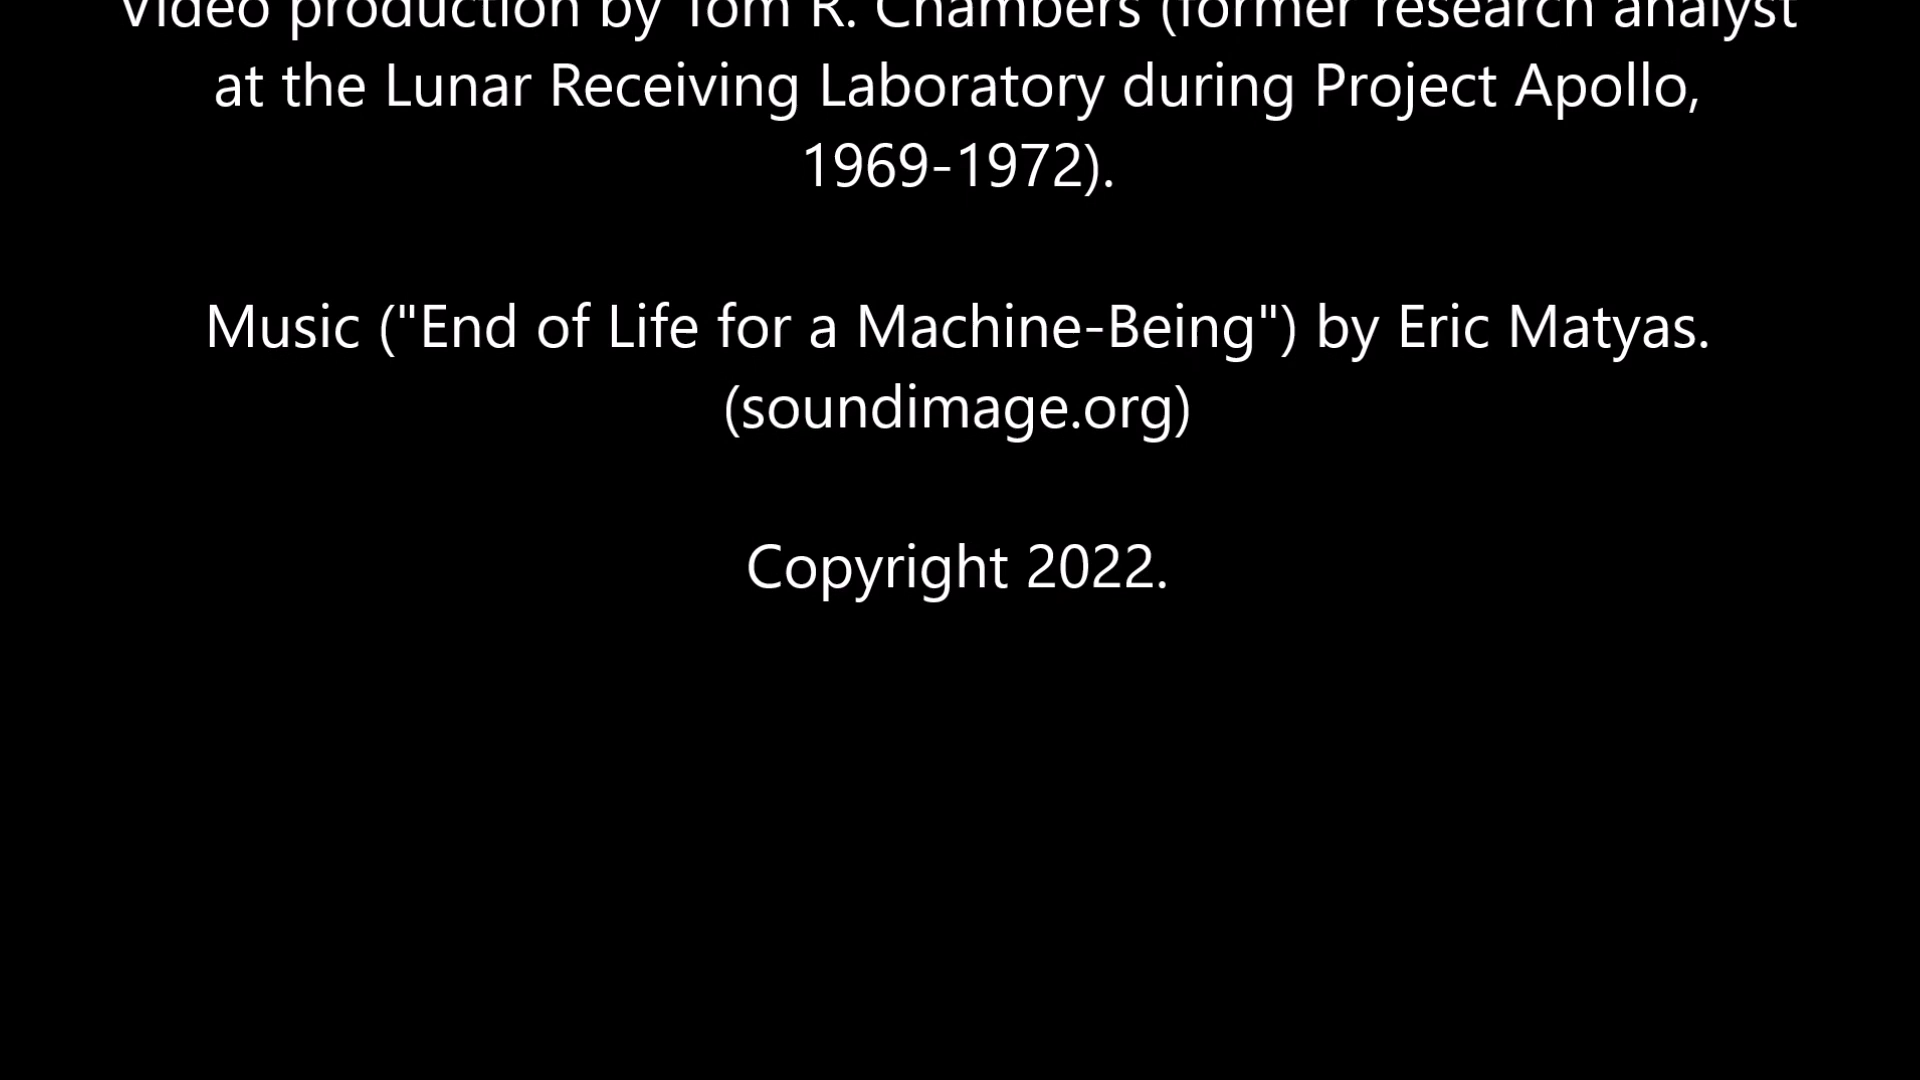 Video production by Tom R. Chambers (former research analyst
at the Lunar Receiving Laboratory during Project Apollo,
1969-1972).
Music ("End of Life for a Machine-Being") by Eric Matyas.
(soundimage.org)
Copyright 2022.